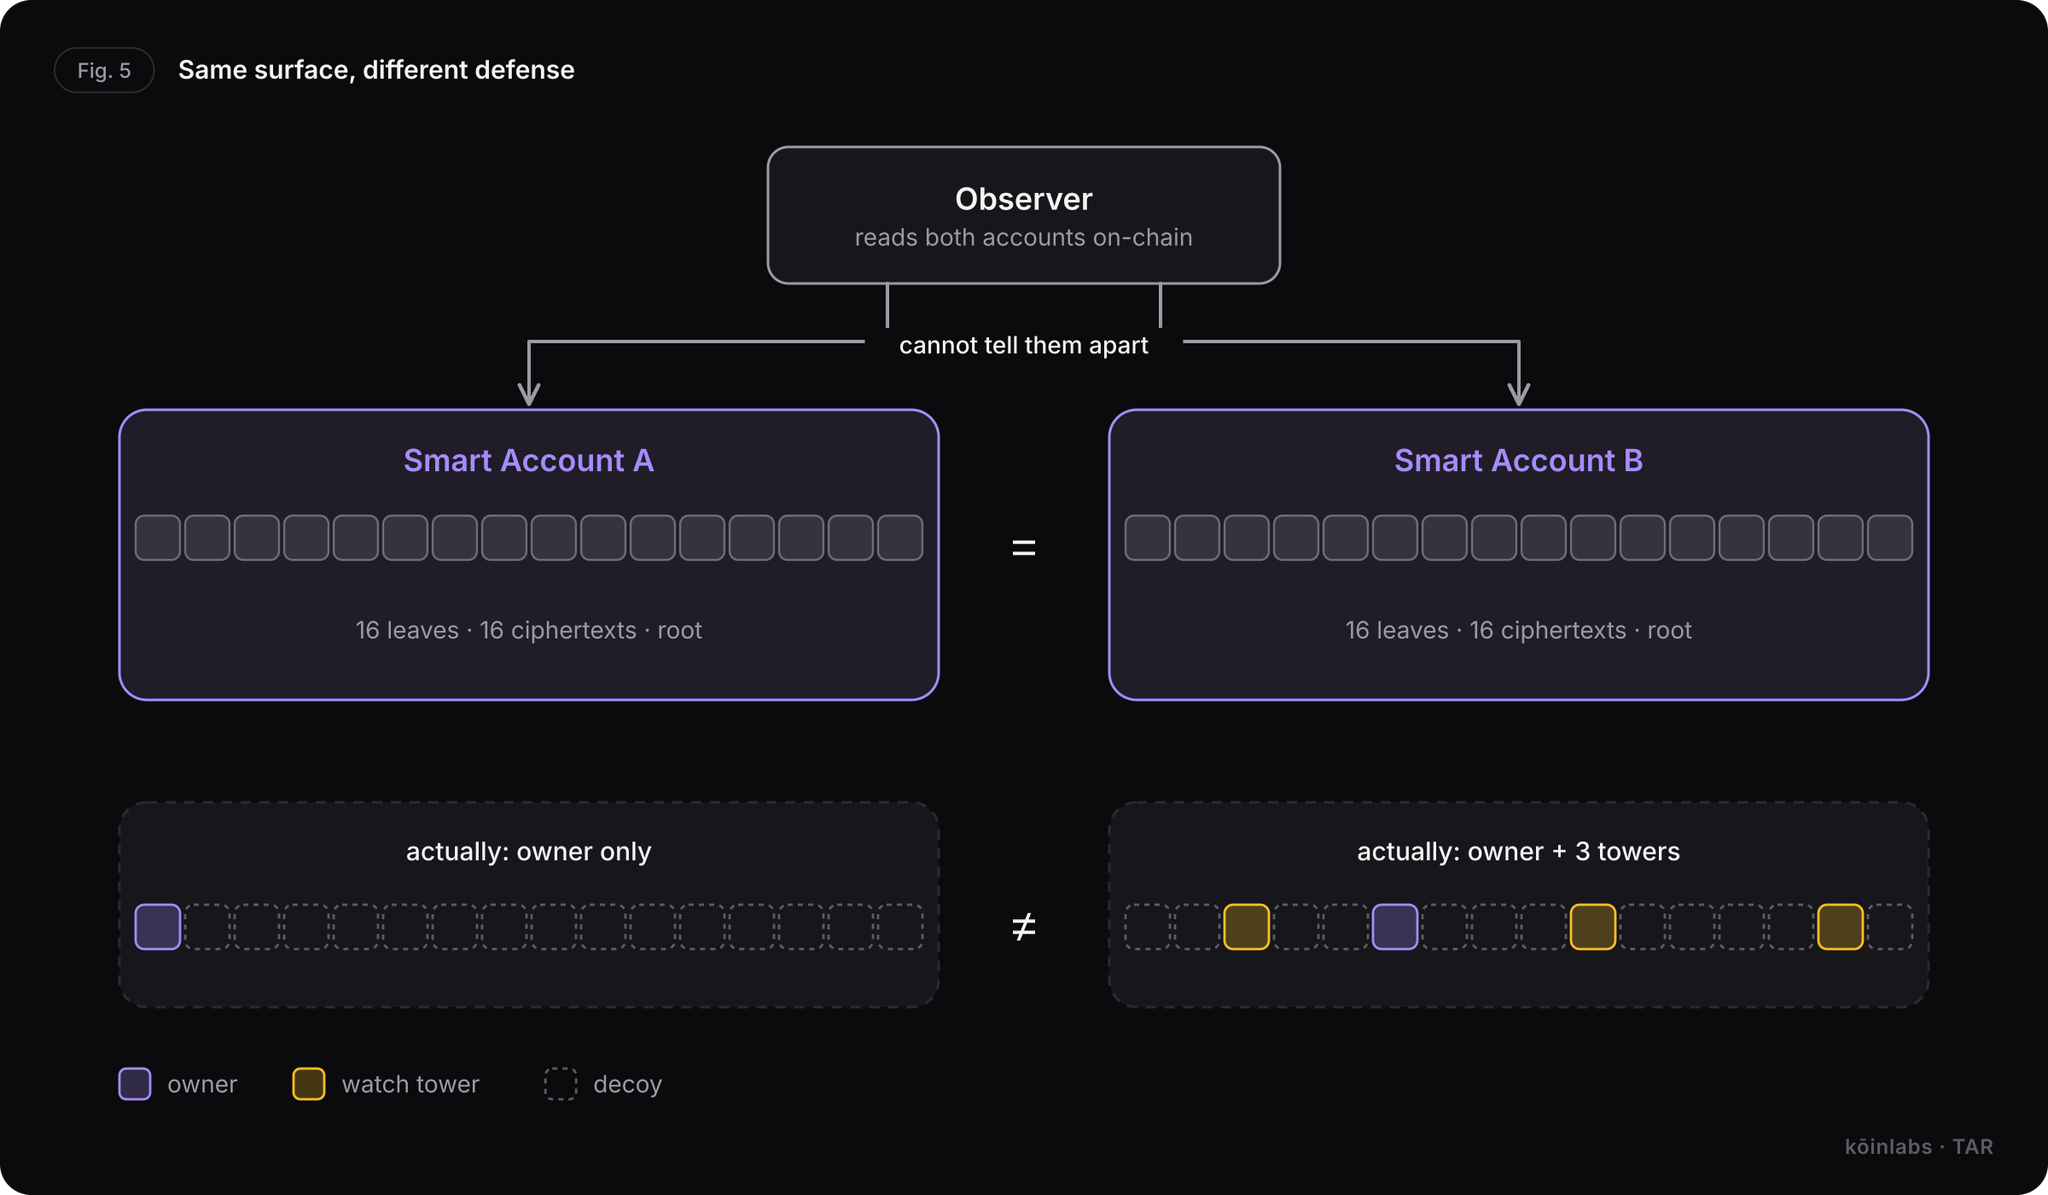 Fig. 5
Same surface, different defense
Observer
reads both accounts on-chain
cannot tell them apart
Smart Account A
16 leaves · 16 ciphertexts · root
=
Smart Account B
16 leaves · 16 ciphertexts · root
actually: owner only
≠
actually: owner + 3 towers
owner
watch tower
decoy
kōinlabs · TAR